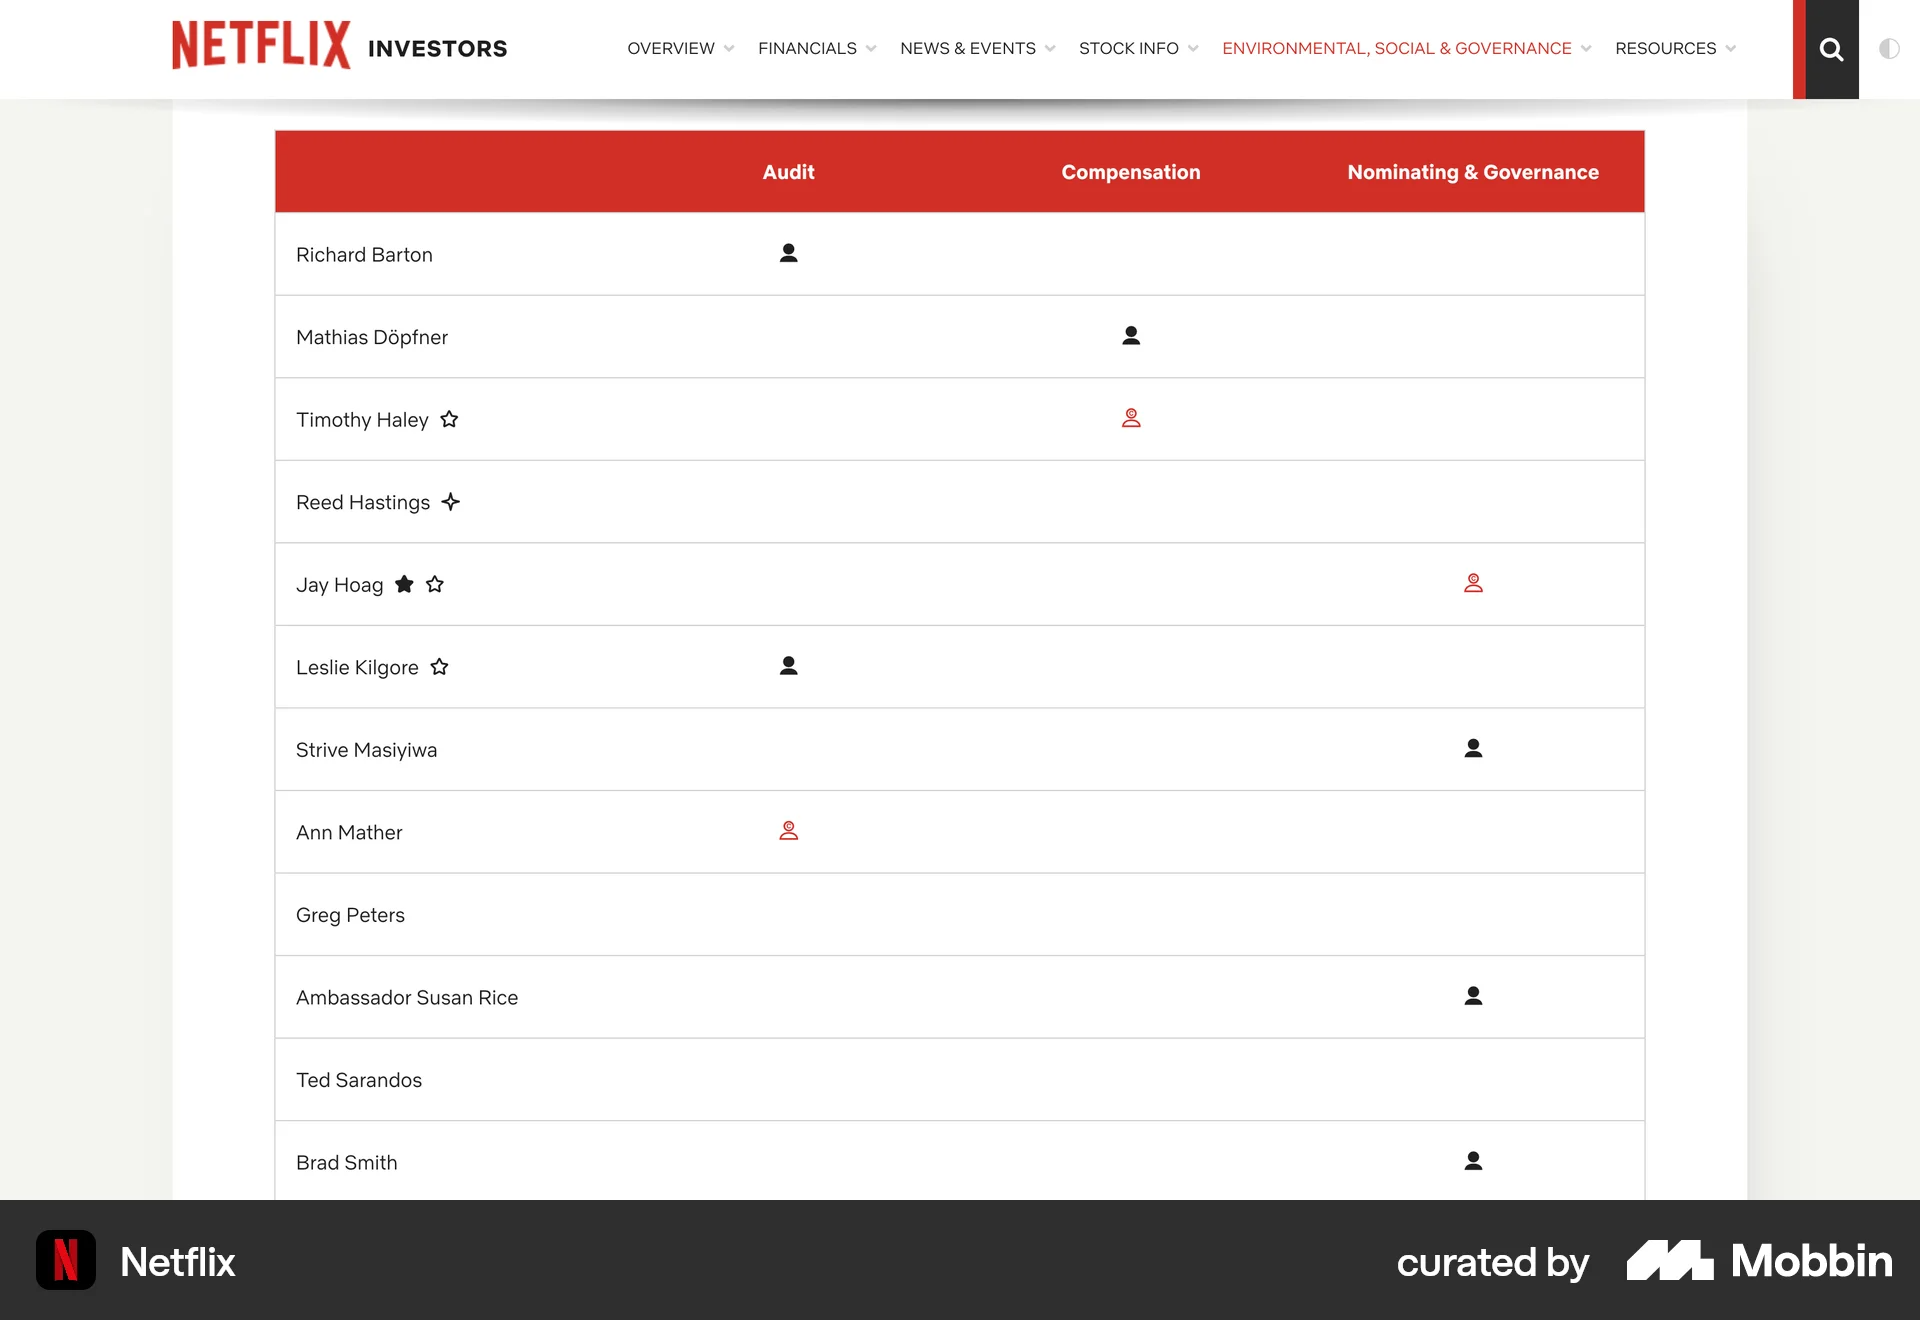 NETFLIX INVESTORS OVERVIEW FINANCIALS NEWS & EVENTS STOCK INFO ENVIRONMENTAL, SOCIAL & GOVERNANCE RESOURCES
Audit Compensation Nominating & Governance
Richard Barton
Mathias Döpfner
Timothy Haley
Reed Hastings
Jay Hoag
Leslie Kilgore
Strive Masiyiwa
Ann Mather
Greg Peters
Ambassador Susan Rice
Ted Sarandos
Brad Smith
N Netflix curated by Mobbin